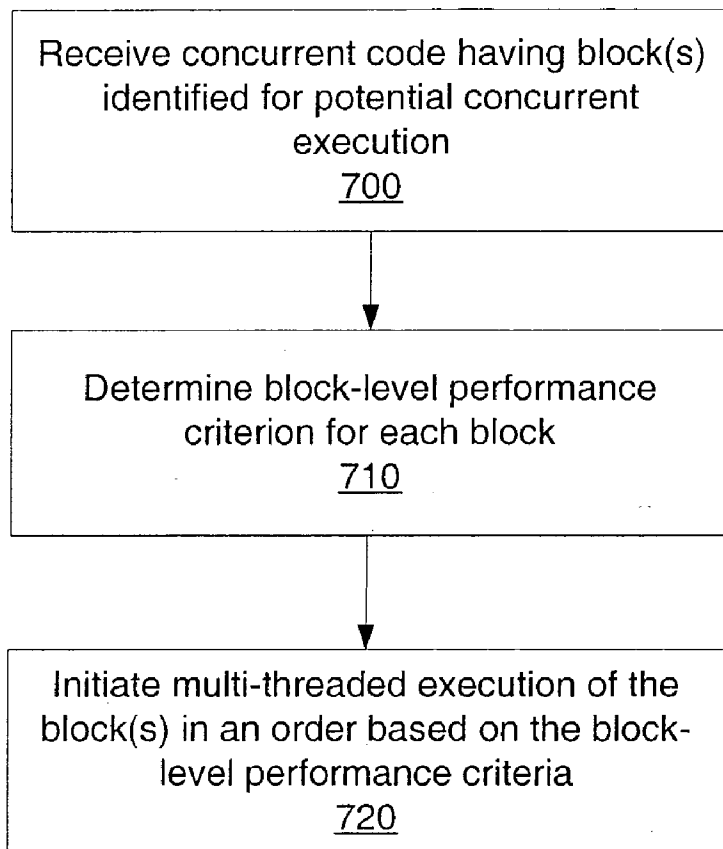 Receive concurrent code having block(s)
identified for potential concurrent
execution
700
Determine block-level performance
criterion for each block
710
Initiate multi-threaded execution of the
block(s) in an order based on the block-
level performance criteria
720